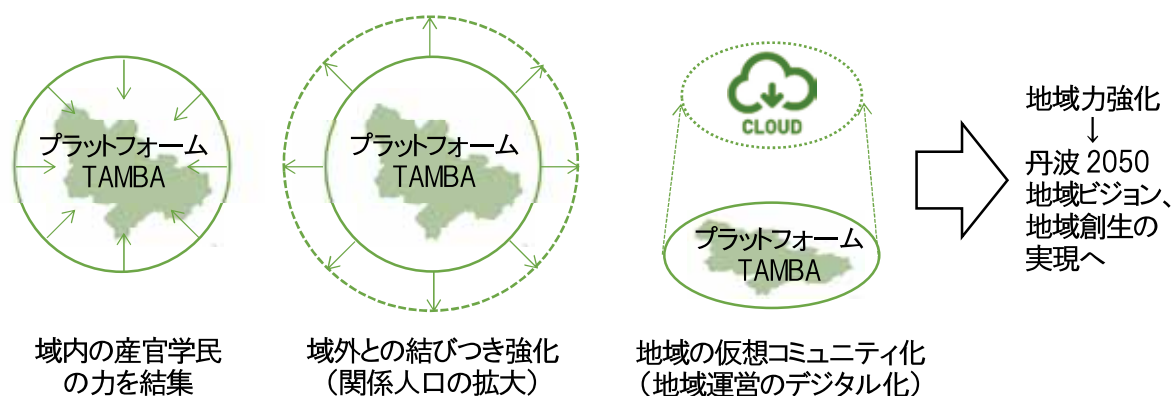 プラットフォーム
TAMBA
域内の産官学民
の力を結集
プラットフォーム
TAMBA
域外との結びつき強化
（関係人口の拡大）
CLOUD
プラットフォーム
TAMBA
地域の仮想コミュニティ化
（地域運営のデジタル化）
地域力強化
↓
丹波 2050
地域ビジョン、
地域創生の
実現へ